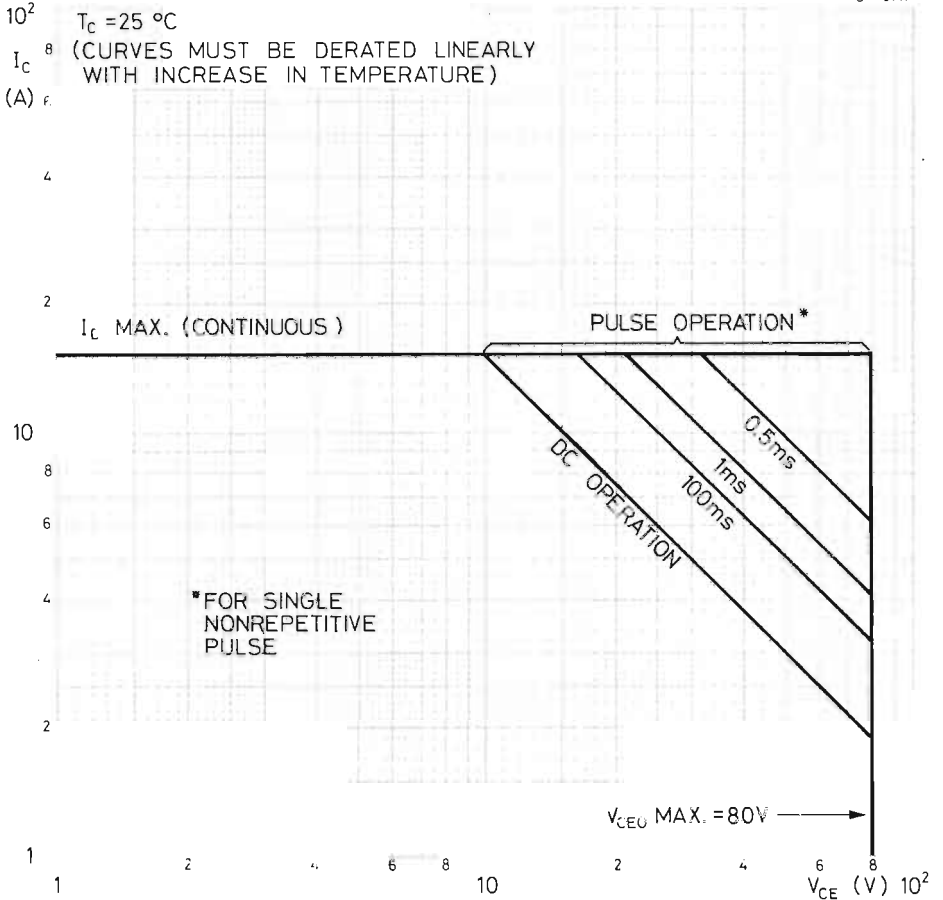 10²
T_C =25 °C
I_C
8
(CURVES MUST BE DERATED LINEARLY
WITH INCREASE IN TEMPERATURE)
(A)
4
2
I_C MAX. (CONTINUOUS)
PULSE OPERATION*
10
8
6
4
2
1
0.5ms
1ms
100ms
DC OPERATION
*FOR SINGLE
NONREPETITIVE
PULSE
V_CEO MAX. =80V
2
4
6
8
2
4
6
8
1
10
V_CE (V)
10²